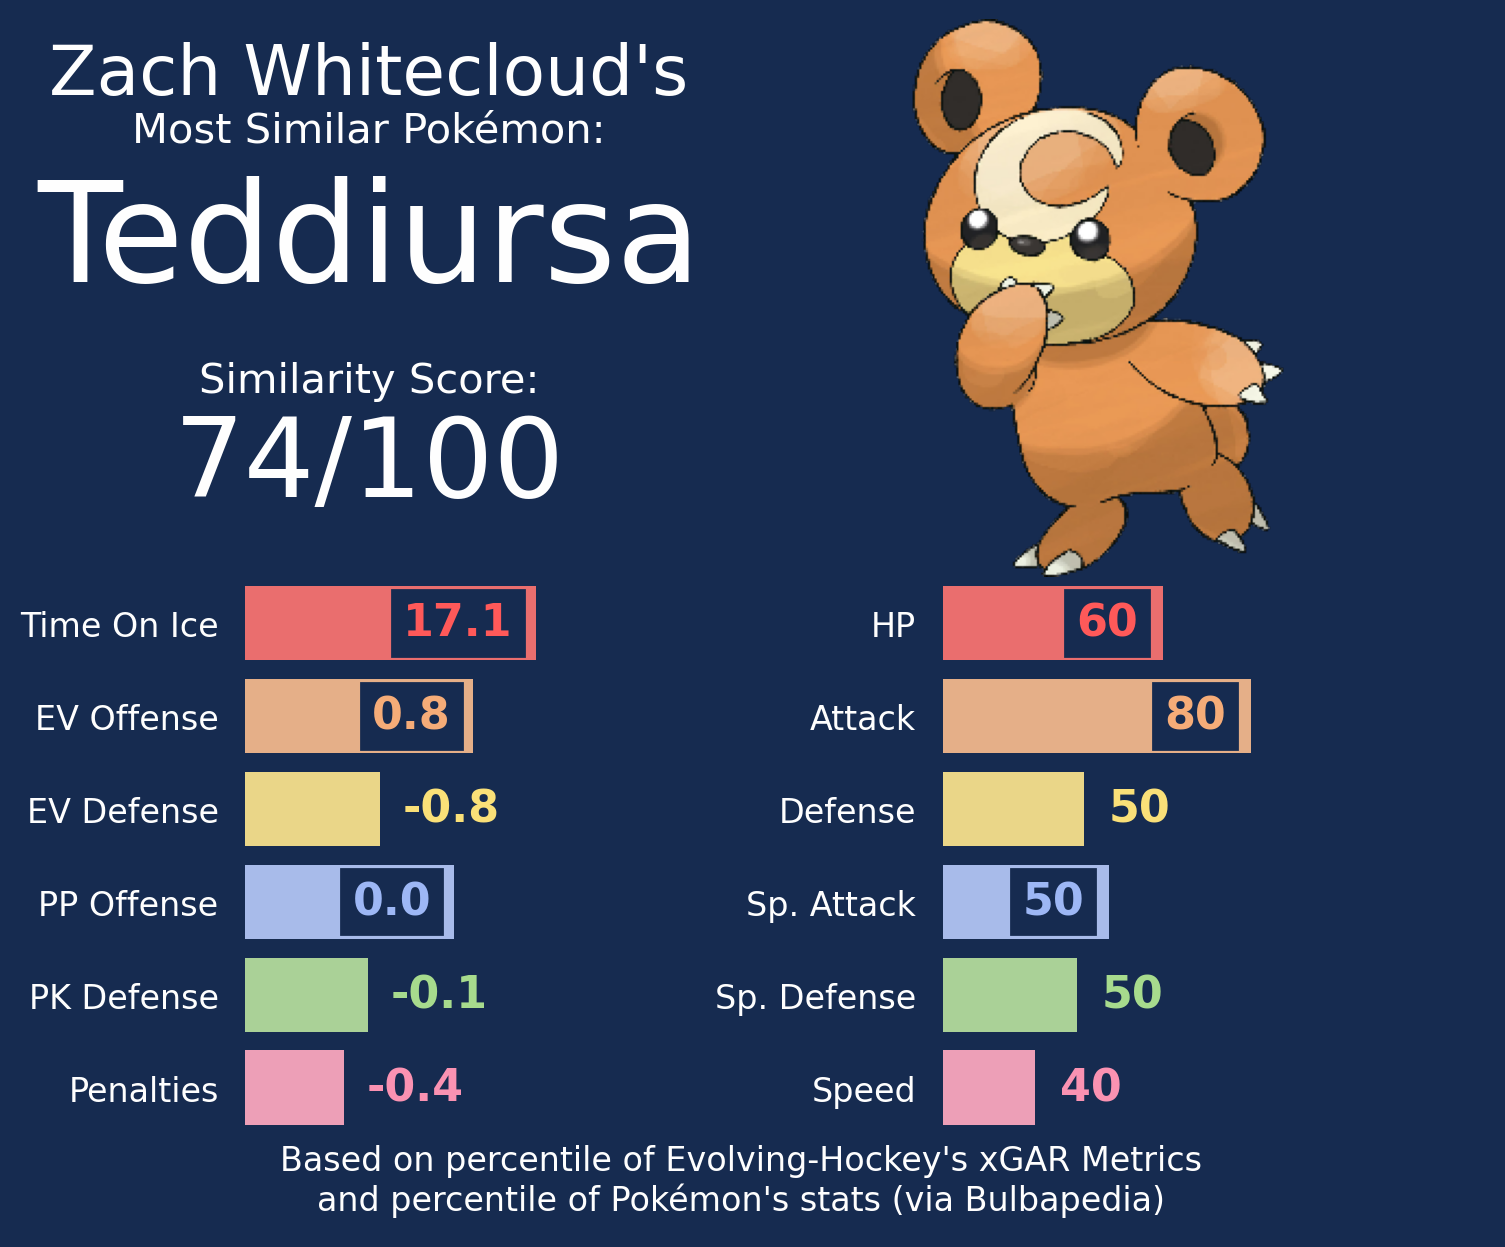 Zach Whitecloud's
Most Similar Pokémon:
Teddiursa
Similarity Score:
74/100
Time On Ice 17.1
EV Offense 0.8
EV Defense -0.8
PP Offense 0.0
PK Defense -0.1
Penalties -0.4
HP 60
Attack 80
Defense 50
Sp. Attack 50
Sp. Defense 50
Speed 40
Based on percentile of Evolving-Hockey's xGAR Metrics
and percentile of Pokémon's stats (via Bulbapedia)